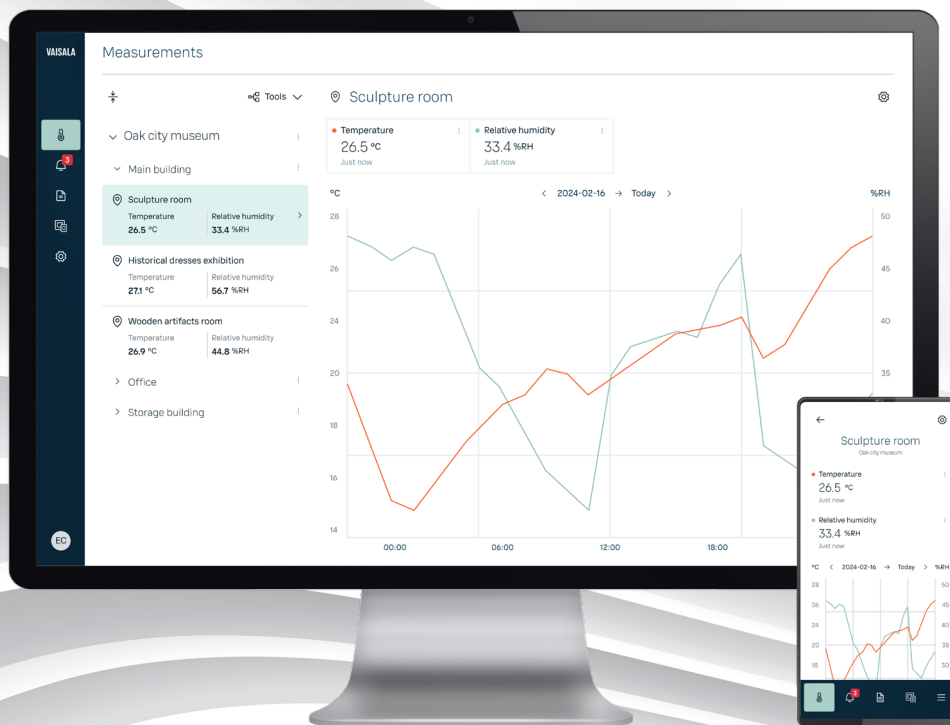 VAISALA
Measurements
Tools
Sculpture room
Temperature
26.5 °C
Just now
Relative humidity
33.4 %RH
Just now
Oak city museum
Main building
Sculpture room
Temperature
26.5 °C
Relative humidity
33.4 %RH
Historical dresses exhibition
Temperature
27.1 °C
Relative humidity
56.7 %RH
Wooden artifacts room
Temperature
26.9 °C
Relative humidity
44.8 %RH
Office
Storage building
3
EC
°C
2024-02-16 → Today
%RH
28
26
24
20
18
16
14
50
45
40
35
00:00
06:00
12:00
18:00
Sculpture room
Oak city museum
Temperature
26.5 °C
Just now
Relative humidity
33.4 %RH
Just now
°C
2024-02-16 → Today
%RH
28
26
24
20
18
50
45
40
35
30
3